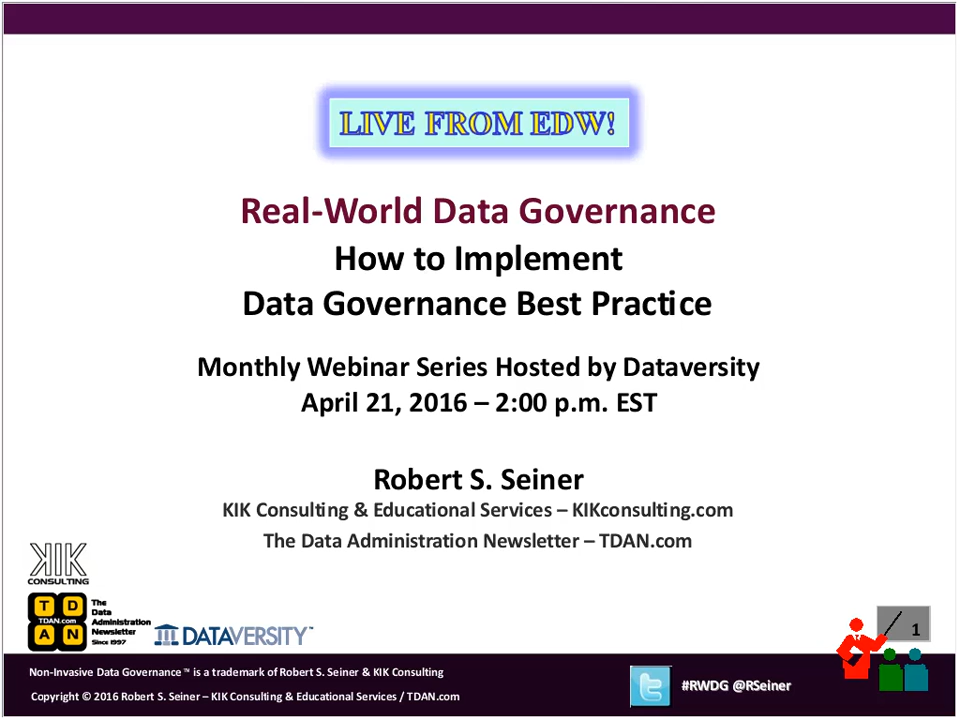 LIVE FROM EDW!
Real-World Data Governance
How to Implement
Data Governance Best Practice
Monthly Webinar Series Hosted by Dataversity
April 21, 2016 – 2:00 p.m. EST
Robert S. Seiner
KIK Consulting & Educational Services – KIKconsulting.com
The Data Administration Newsletter – TDAN.com
KIK
CONSULTING
T D
TDAN.com
A N
The
Data
Administration
Newsletter
Since 1997
DATAVERSITY™
1
Non-Invasive Data Governance™ is a trademark of Robert S. Seiner & KIK Consulting
Copyright © 2016 Robert S. Seiner – KIK Consulting & Educational Services / TDAN.com
#RWDG @RSeiner